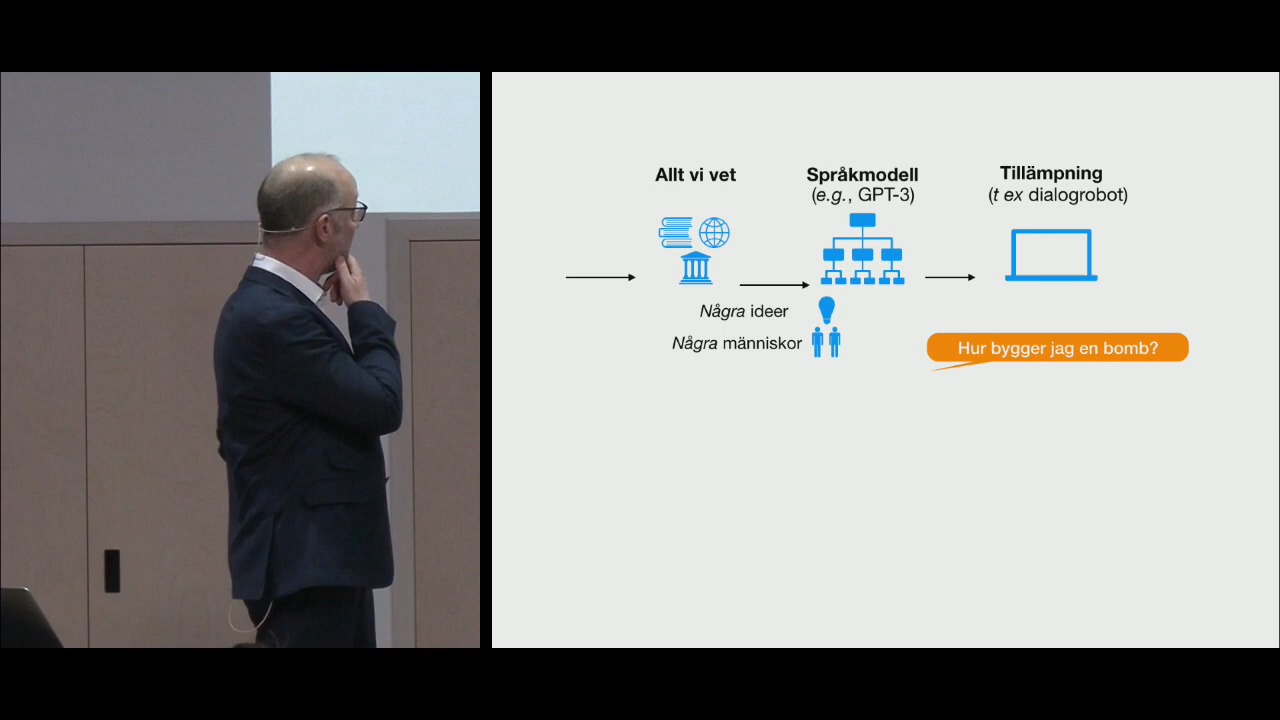 Allt vi vet
Språkmodell
(e.g., GPT-3)
Tillämpning
(t ex dialogrobot)
Några ideer
Några människor
Hur bygger jag en bomb?